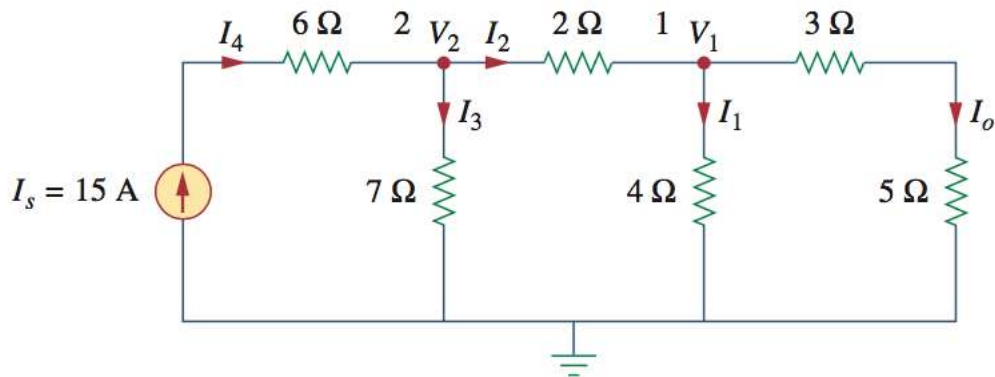 I₄ 6 Ω 2 V₂ I₂ 2 Ω 1 V₁ 3 Ω
I₃ I₁ Iₒ
Iₛ = 15 A 7 Ω 4 Ω 5 Ω